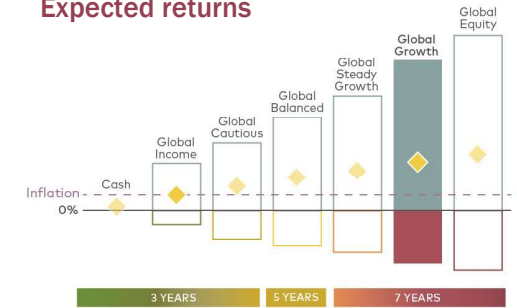 Expected returns
Global
Equity
Global
Growth
Global
Steady
Growth
Global
Balanced
Global
Cautious
Global
Income
Cash
Inflation
0%
3 YEARS
5 YEARS
7 YEARS